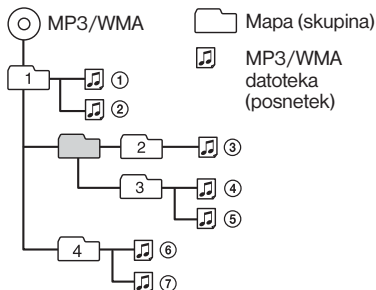 MP3/WMA
Mapa (skupina)
MP3/WMA
datoteka
(posnetek)
1
①
②
2
③
3
④
⑤
4
⑥
⑦